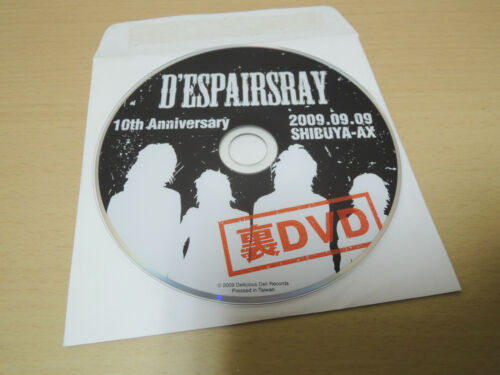 D'ESPAIRSRAY
10th Anniversary
2009.09.09
SHIBUYA-AX
裏DVD
© 2009 Delicious Deli Records
Pressed in Taiwan